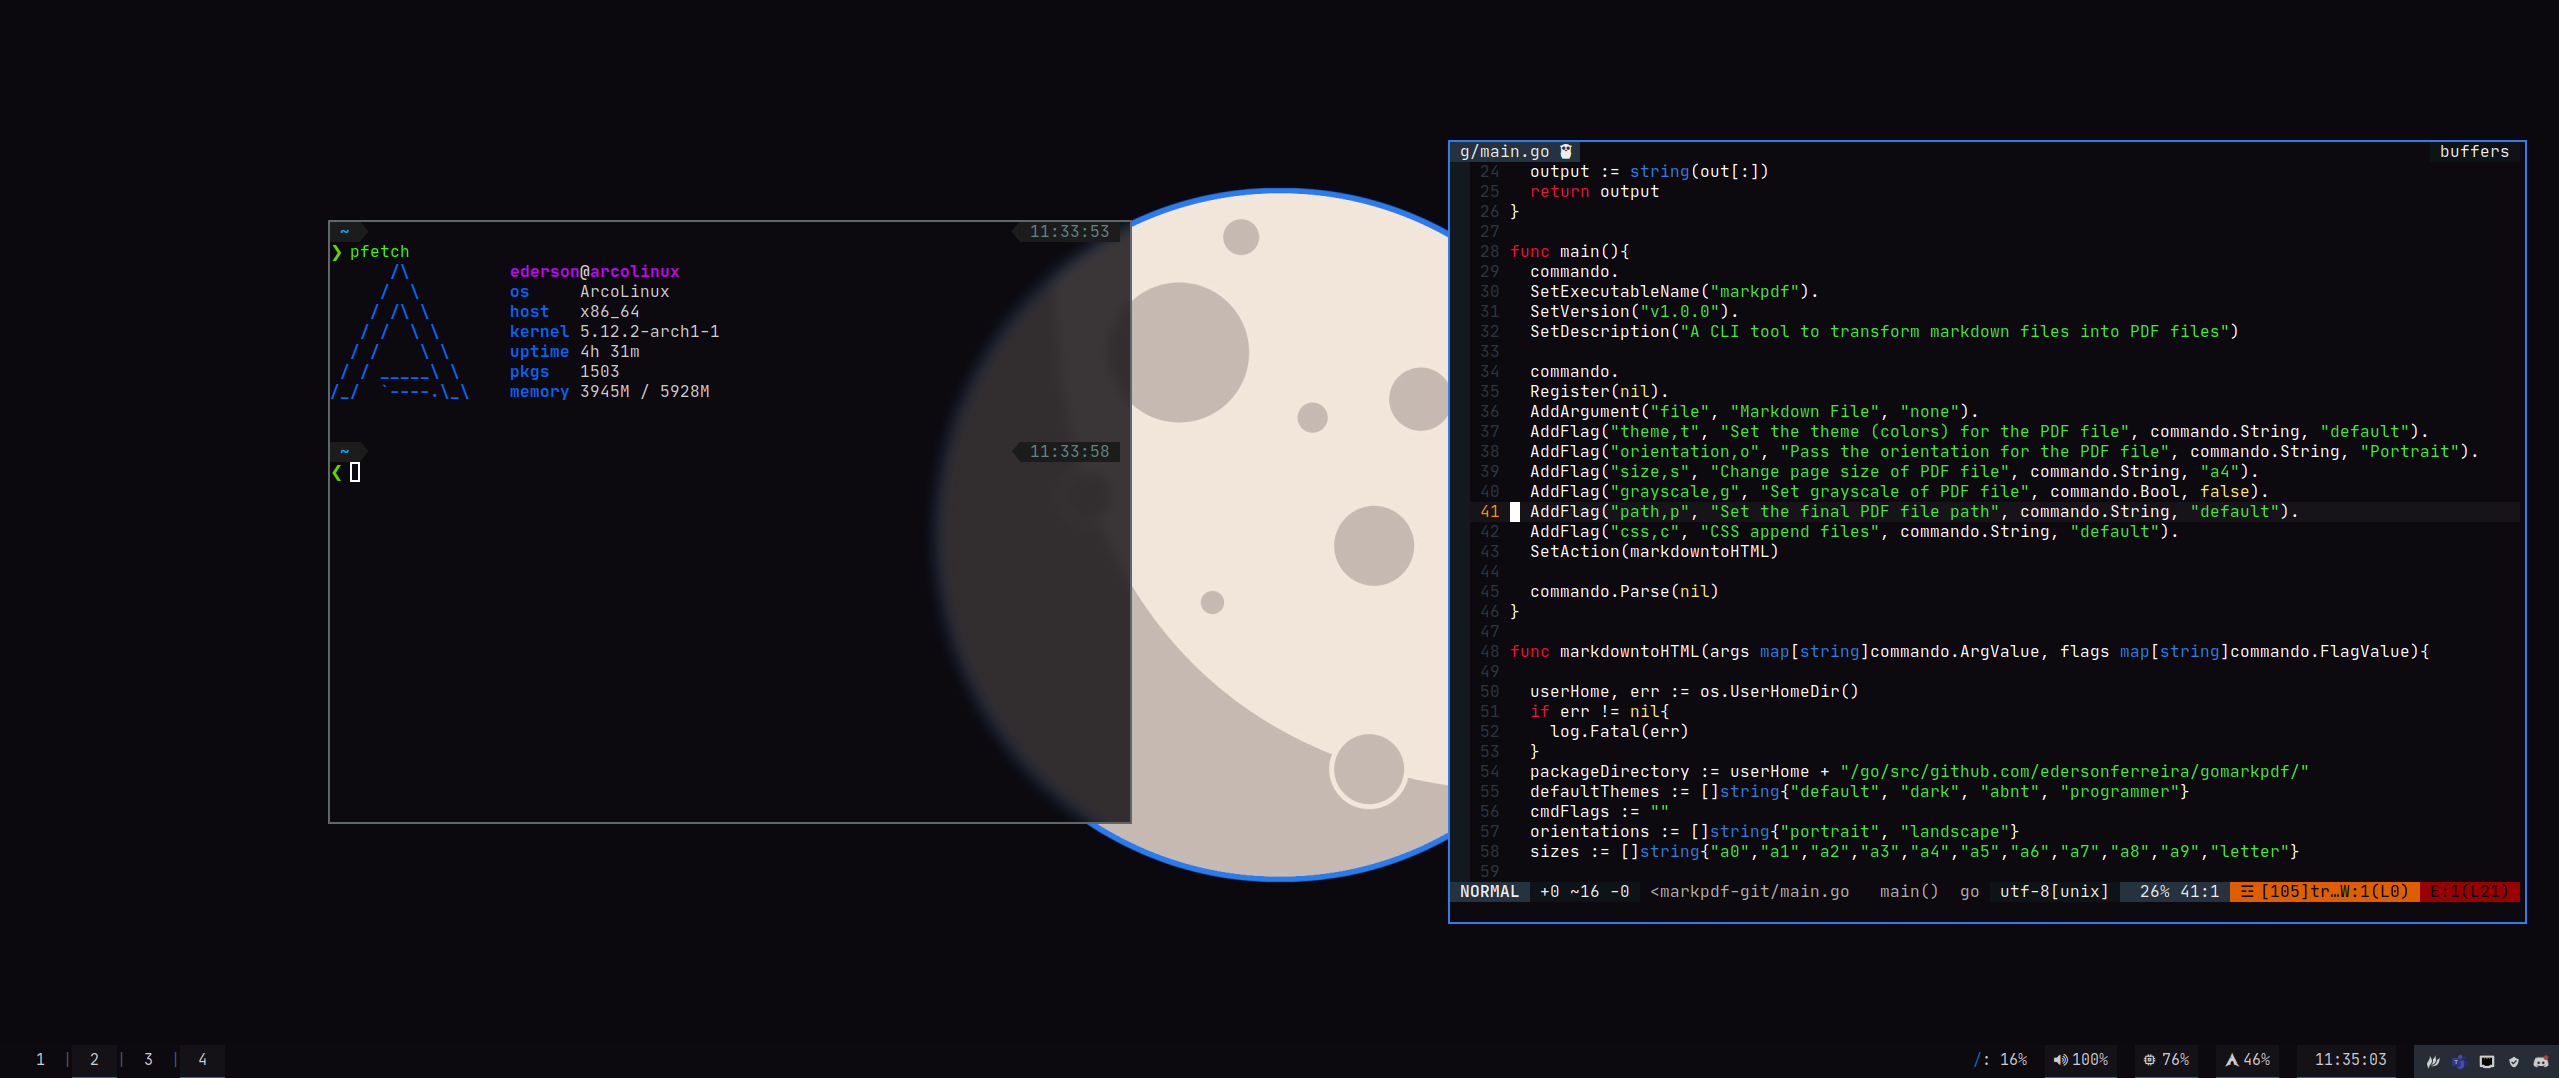 ~ 11:33:53
❯ pfetch
/\ ederson@arcolinux
/ \ os ArcoLinux
/ /\ \ host x86_64
/ / \ \ kernel 5.12.2-arch1-1
/ / \ \ uptime 4h 31m
/ / _____\ \ pkgs 1503
/_/ `----.\_\ memory 3945M / 5928M
~ 11:33:58
❮
g/main.go buffers
24 output := string(out[:])
25 return output
26 }
27
28 func main(){
29 commando.
30 SetExecutableName("markpdf").
31 SetVersion("v1.0.0").
32 SetDescription("A CLI tool to transform markdown files into PDF files")
33
34 commando.
35 Register(nil).
36 AddArgument("file", "Markdown File", "none").
37 AddFlag("theme,t", "Set the theme (colors) for the PDF file", commando.String, "default").
38 AddFlag("orientation,o", "Pass the orientation for the PDF file", commando.String, "Portrait").
39 AddFlag("size,s", "Change page size of PDF file", commando.String, "a4").
40 AddFlag("grayscale,g", "Set grayscale of PDF file", commando.Bool, false).
41 AddFlag("path,p", "Set the final PDF file path", commando.String, "default").
42 AddFlag("css,c", "CSS append files", commando.String, "default").
43 SetAction(markdowntoHTML)
44
45 commando.Parse(nil)
46 }
47
48 func markdowntoHTML(args map[string]commando.ArgValue, flags map[string]commando.FlagValue){
49
50 userHome, err := os.UserHomeDir()
51 if err != nil{
52 log.Fatal(err)
53 }
54 packageDirectory := userHome + "/go/src/github.com/edersonferreira/gomarkpdf/"
55 defaultThemes := []string{"default", "dark", "abnt", "programmer"}
56 cmdFlags := ""
57 orientations := []string{"portrait", "landscape"}
58 sizes := []string{"a0","a1","a2","a3","a4","a5","a6","a7","a8","a9","letter"}
59
NORMAL +0 ~16 -0 <markpdf-git/main.go main() go utf-8[unix] 26% 41:1 ☲ [105]tr…W:1(L0) E:1(L21)
1 | 2 | 3 | 4 /: 16% 100% 76% 46% 11:35:03